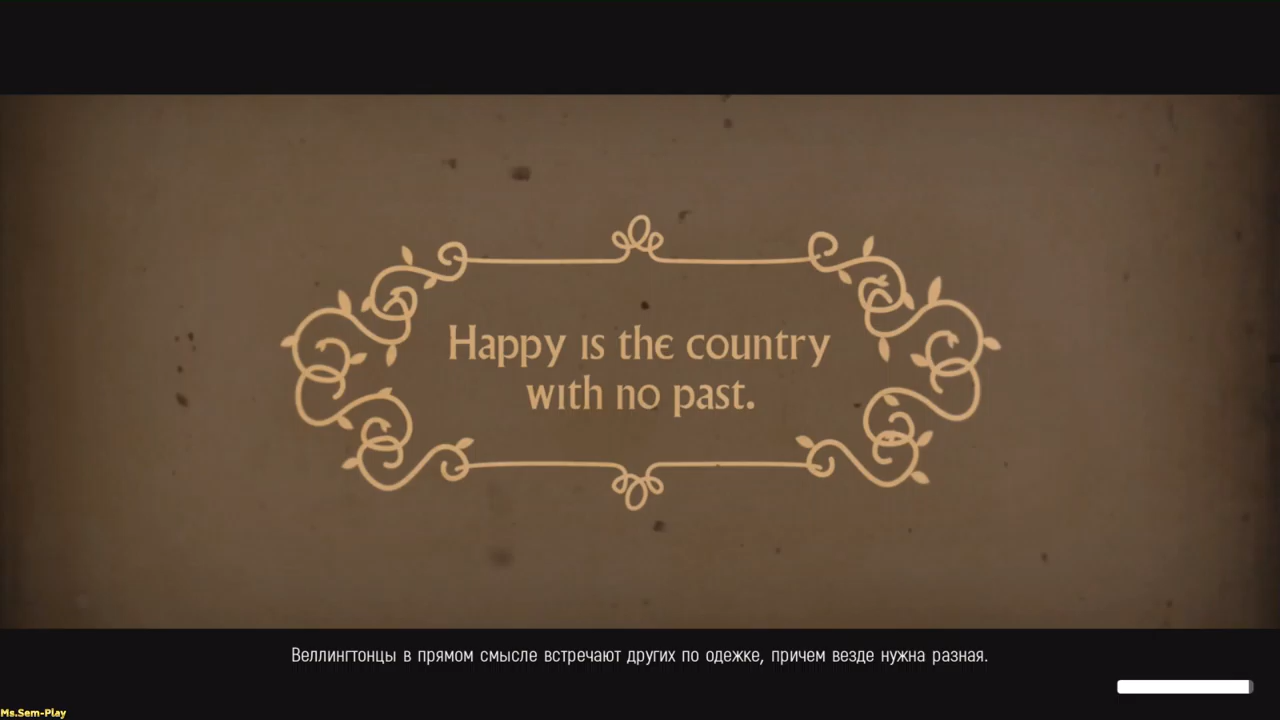 Happy is the country
with no past.
Веллингтонцы в прямом смысле встречают других по одежке, причем везде нужна разная.
Ms.Sem-Play